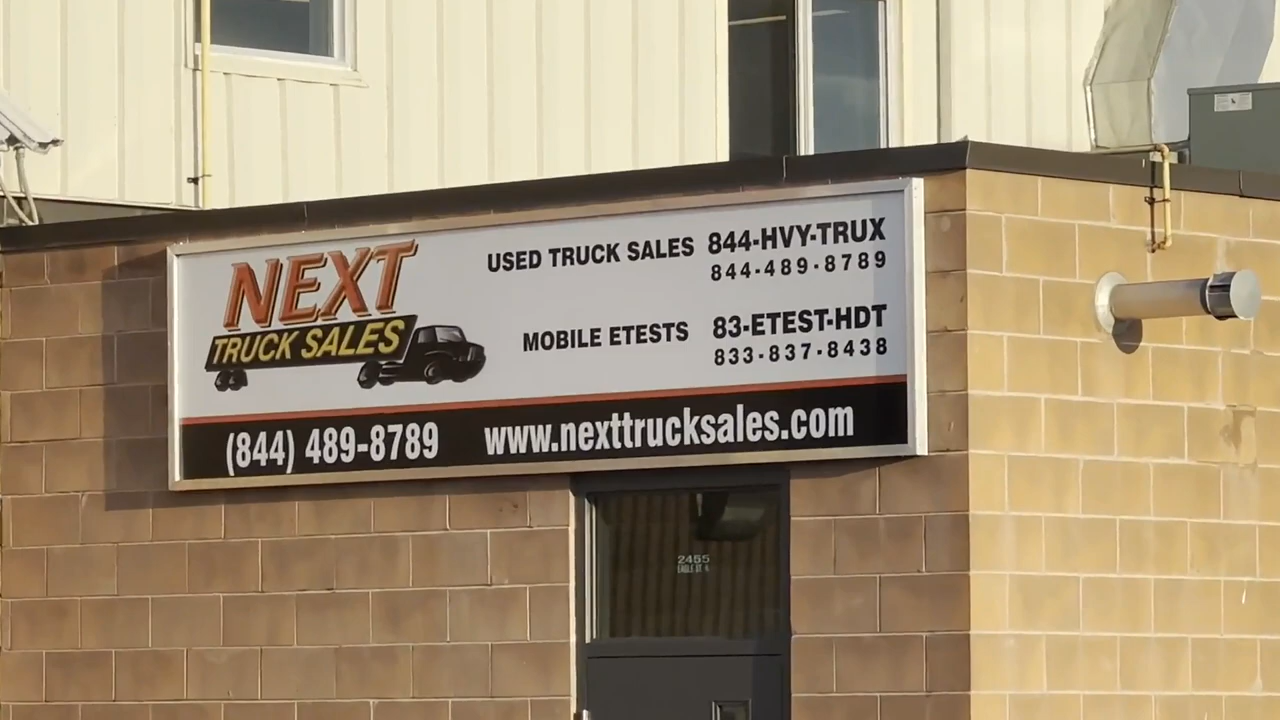 NEXT
TRUCK SALES
USED TRUCK SALES 844-HVY-TRUX
844-489-8789
MOBILE ETESTS 83-ETEST-HDT
833-837-8438
(844) 489-8789 www.nexttrucksales.com
2455